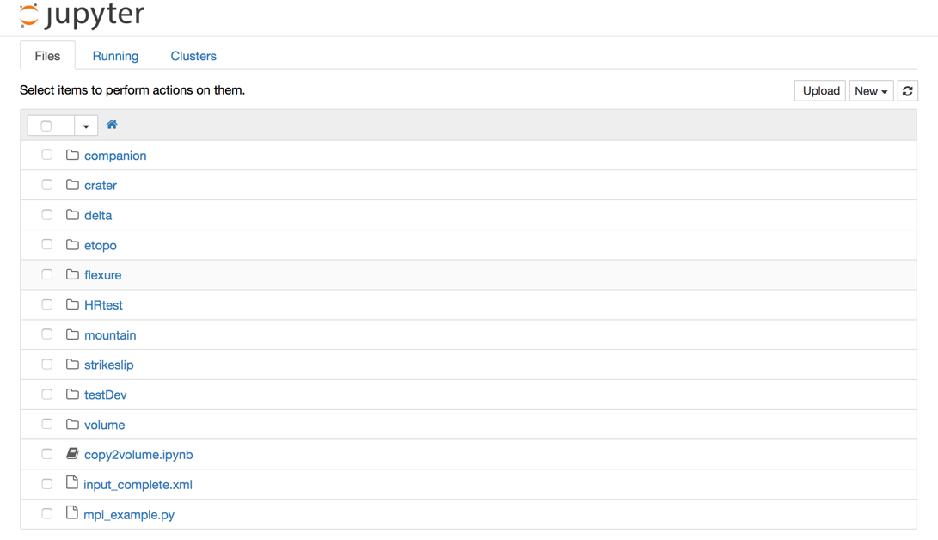 jupyter
Files Running Clusters
Select items to perform actions on them. Upload New
companion
crater
delta
etopo
flexure
HRtest
mountain
strikeslip
testDev
volume
copy2volume.ipynb
input_complete.xml
mpi_example.py